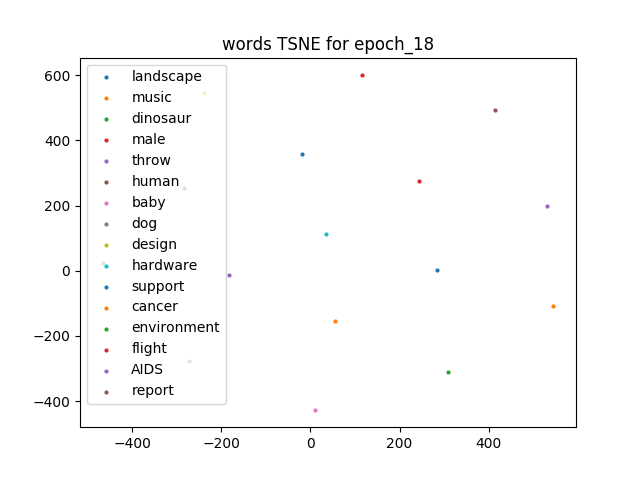 words TSNE for epoch_18
600
400
200
0
−200
−400
landscape
music
dinosaur
male
throw
human
baby
dog
design
hardware
support
cancer
environment
flight
AIDS
report
−400 −200 0 200 400